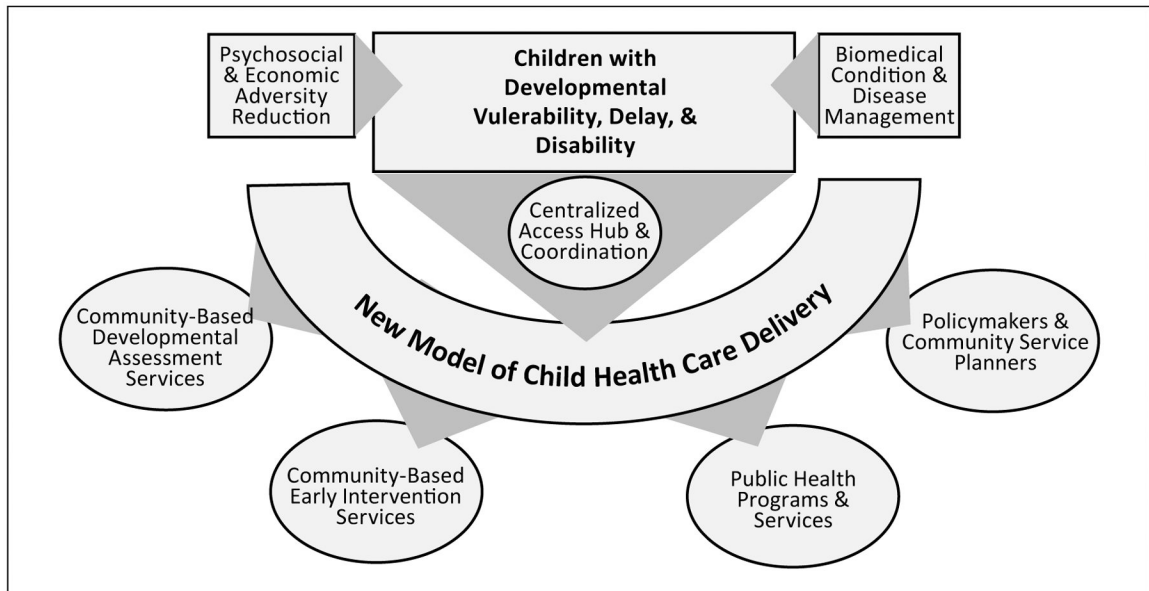 Psychosocial
& Economic
Adversity
Reduction
Children with
Developmental
Vulerability, Delay, &
Disability
Biomedical
Condition &
Disease
Management
Centralized
Access Hub &
Coordination
New Model of Child Health Care Delivery
Community-Based
Developmental
Assessment
Services
Policymakers &
Community Service
Planners
Community-Based
Early Intervention
Services
Public Health
Programs &
Services